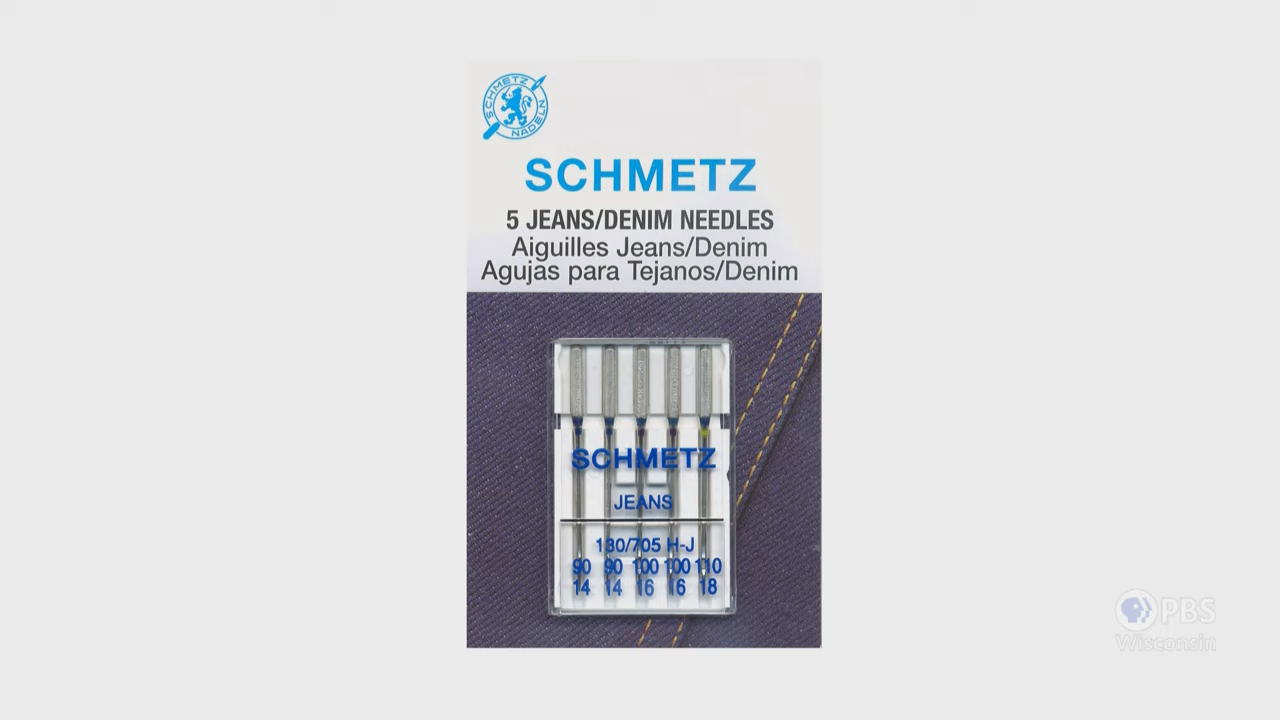 SCHMETZ
NADELN
SCHMETZ
5 JEANS/DENIM NEEDLES
Aiguilles Jeans/Denim
Agujas para Tejanos/Denim
SCHMETZ
JEANS
130/705 H-J
90 90 100 100 110
14 14 16 16 18
PBS
Wisconsin